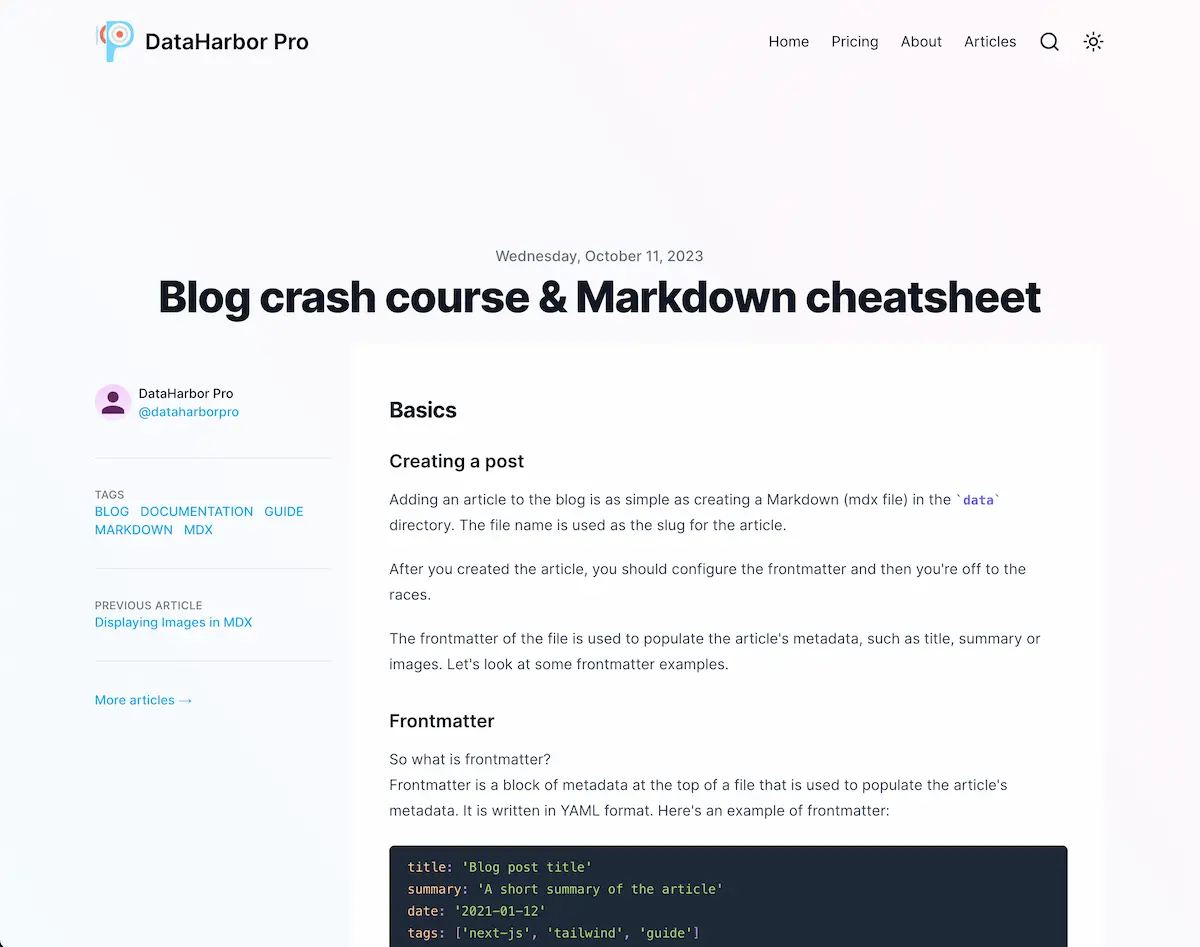 DataHarbor Pro
Home Pricing About Articles
Wednesday, October 11, 2023
Blog crash course & Markdown cheatsheet
DataHarbor Pro
@dataharborpro
TAGS
BLOG DOCUMENTATION GUIDE
MARKDOWN MDX
PREVIOUS ARTICLE
Displaying Images in MDX
More articles →
Basics
Creating a post
Adding an article to the blog is as simple as creating a Markdown (mdx file) in the `data`
directory. The file name is used as the slug for the article.
After you created the article, you should configure the frontmatter and then you're off to the
races.
The frontmatter of the file is used to populate the article's metadata, such as title, summary or
images. Let's look at some frontmatter examples.
Frontmatter
So what is frontmatter?
Frontmatter is a block of metadata at the top of a file that is used to populate the article's
metadata. It is written in YAML format. Here's an example of frontmatter:
title: 'Blog post title'
summary: 'A short summary of the article'
date: '2021-01-12'
tags: ['next-js', 'tailwind', 'guide']